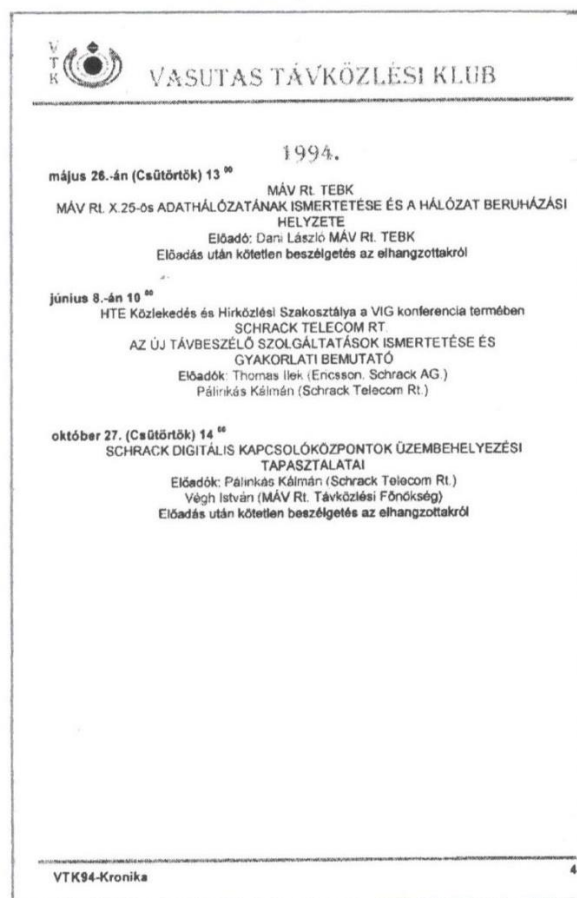 V
T
K
VASUTAS TÁVKÖZLÉSI KLUB
1994.
május 26.-án (Csütörtök) 13 00
MÁV Rt. TEBK
MÁV Rt. X.25-ös ADATHÁLÓZATÁNAK ISMERTETÉSE ÉS A HÁLÓZAT BERUHÁZÁSI
HELYZETE
Előadó: Dani László MÁV Rt. TEBK
Előadás után kötetlen beszélgetés az elhangzottakról
június 8.-án 10 00
HTE Közlekedés és Hirközlési Szakosztálya a VIG konferencia termében
SCHRACK TELECOM RT.
AZ ÚJ TÁVBESZÉLŐ SZOLGÁLTATÁSOK ISMERTETÉSE ÉS
GYAKORLATI BEMUTATÓ
Előadók: Thomas Ilek (Ericsson. Schrack AG.)
Pálinkás Kálmán (Schrack Telecom Rt.)
október 27. (Csütörtök) 14 00
SCHRACK DIGITÁLIS KAPCSOLÓKÖZPONTOK ÜZEMBEHELYEZÉSI
TAPASZTALATAI
Előadók: Pálinkás Kálmán (Schrack Telecom Rt.)
Végh István (MÁV Rt. Távközlési Főnökség)
Előadás után kötetlen beszélgetés az elhangzottakról
VTK94-Kronika
4